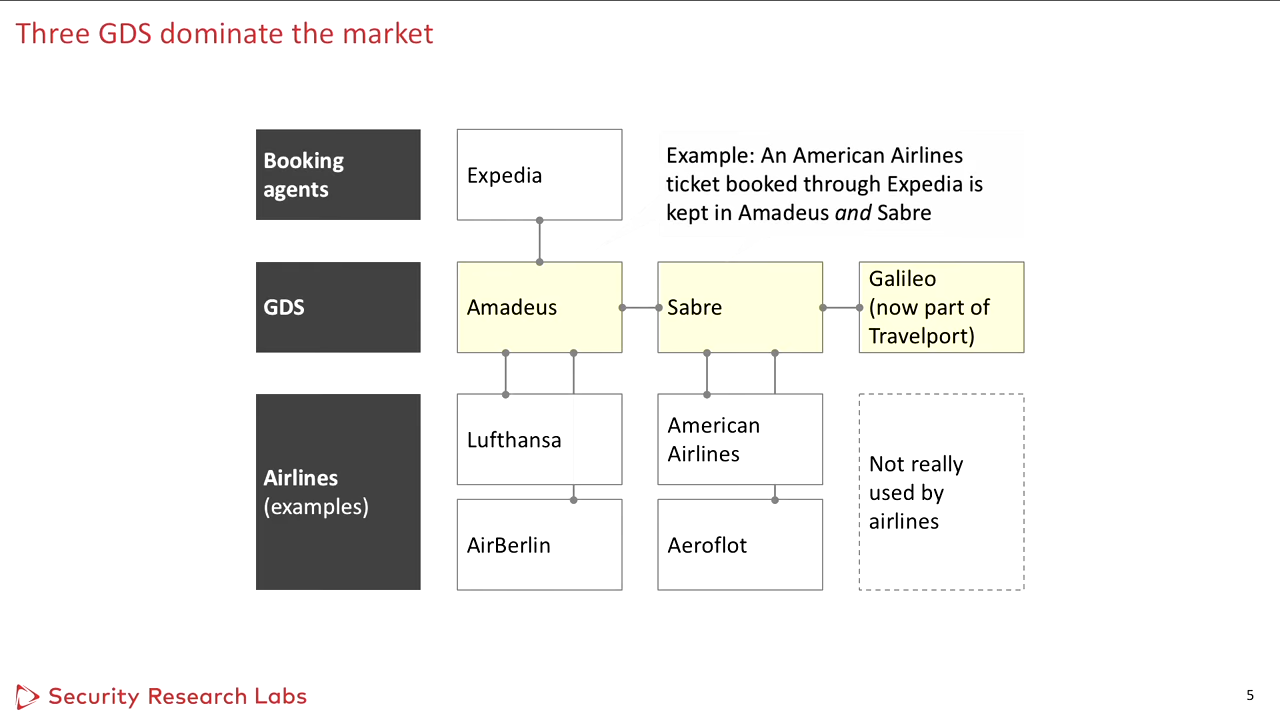 Three GDS dominate the market
Booking
agents
Expedia
Example: An American Airlines
ticket booked through Expedia is
kept in Amadeus and Sabre
GDS
Amadeus
Sabre
Galileo
(now part of
Travelport)
Airlines
(examples)
Lufthansa
American
Airlines
Not really
used by
airlines
AirBerlin
Aeroflot
Security Research Labs
5